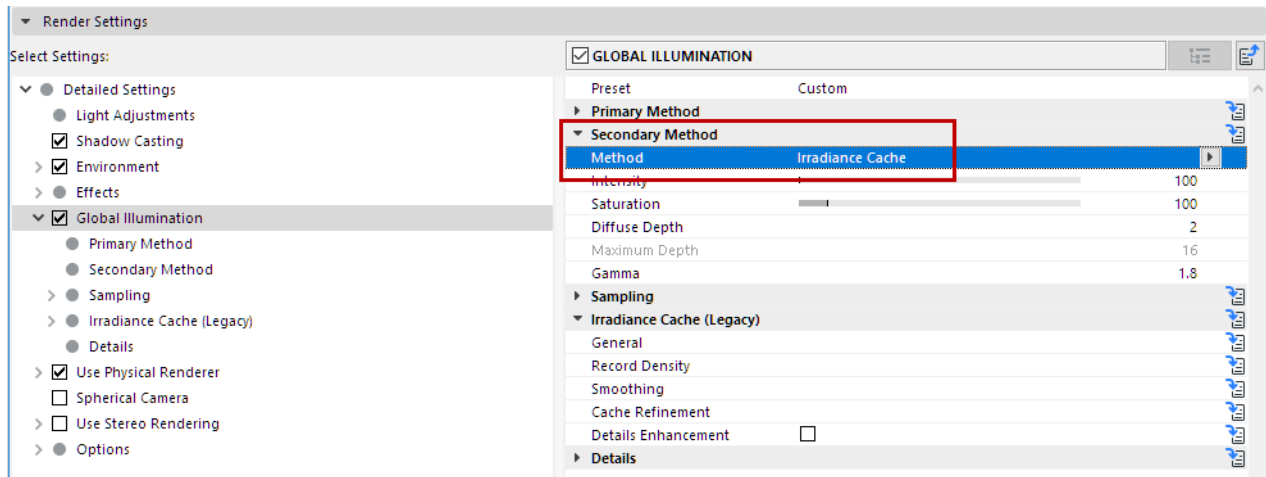 Render Settings
Select Settings:
Detailed Settings
Light Adjustments
Shadow Casting
Environment
Effects
Global Illumination
Primary Method
Secondary Method
Sampling
Irradiance Cache (Legacy)
Details
Use Physical Renderer
Spherical Camera
Use Stereo Rendering
Options
GLOBAL ILLUMINATION
Preset Custom
Primary Method
Secondary Method
Method Irradiance Cache
Intensity 100
Saturation 100
Diffuse Depth 2
Maximum Depth 16
Gamma 1.8
Sampling
Irradiance Cache (Legacy)
General
Record Density
Smoothing
Cache Refinement
Details Enhancement
Details